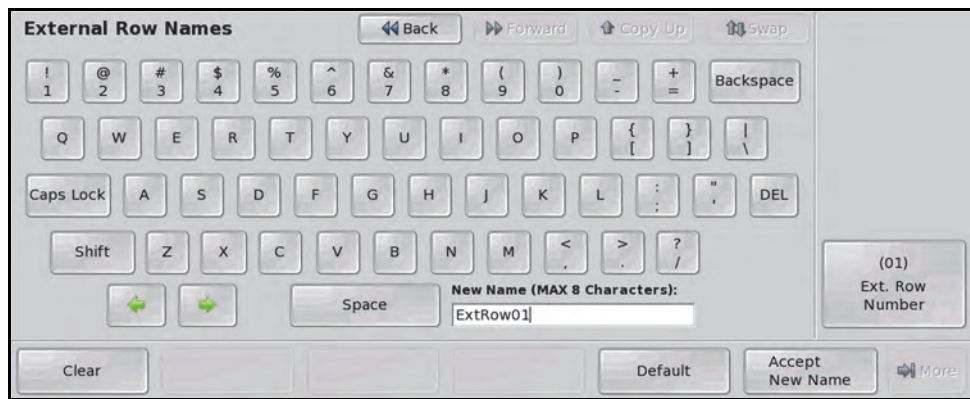 External Row Names Back Forward Copy Up Swap
! @ # $ % ^ & * ( ) _ +
1 2 3 4 5 6 7 8 9 0 - = Backspace
Q W E R T Y U I O P { } |
[ ] \
Caps Lock A S D F G H J K L : " DEL
; '
Shift Z X C V B N M < > ?
, . /
(01)
Ext. Row
Number
Space New Name (MAX 8 Characters):
ExtRow01
Clear Default Accept
New Name More